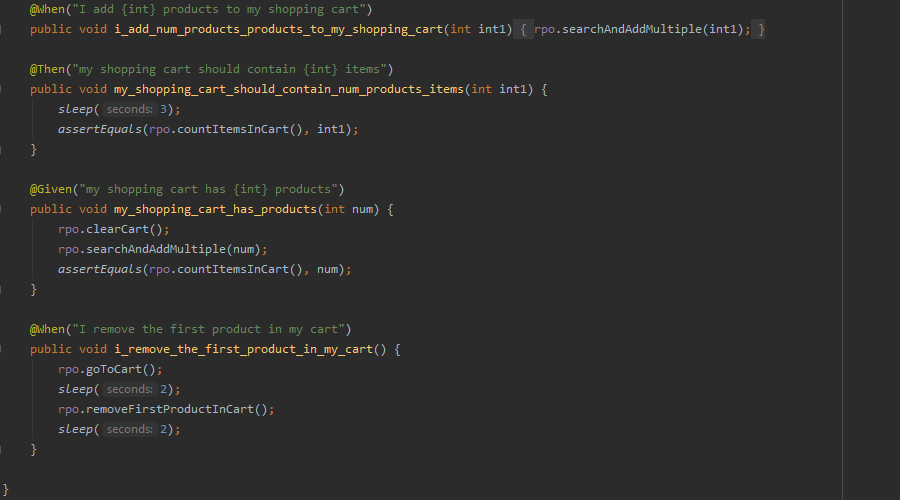 @When("I add {int} products to my shopping cart")
public void i_add_num_products_products_to_my_shopping_cart(int int1) { rpo.searchAndAddMultiple(int1); }
@Then("my shopping cart should contain {int} items")
public void my_shopping_cart_should_contain_num_products_items(int int1) {
sleep( seconds: 3);
assertEquals(rpo.countItemsInCart(), int1);
}
@Given("my shopping cart has {int} products")
public void my_shopping_cart_has_products(int num) {
rpo.clearCart();
rpo.searchAndAddMultiple(num);
assertEquals(rpo.countItemsInCart(), num);
}
@When("I remove the first product in my cart")
public void i_remove_the_first_product_in_my_cart() {
rpo.goToCart();
sleep( seconds: 2);
rpo.removeFirstProductInCart();
sleep( seconds: 2);
}
}